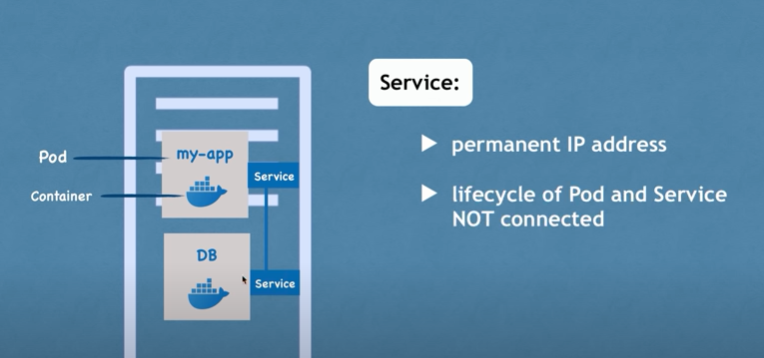 Service:
permanent IP address
lifecycle of Pod and Service
NOT connected
Pod
my-app
Container
Service
DB
Service